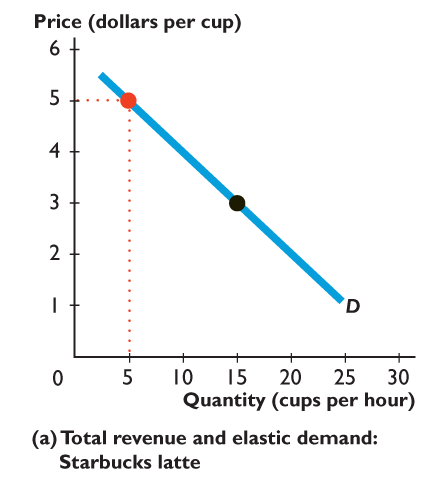 Price (dollars per cup)
6
5
4
3
2
1
D
0 5 10 15 20 25 30
Quantity (cups per hour)
(a) Total revenue and elastic demand:
Starbucks latte